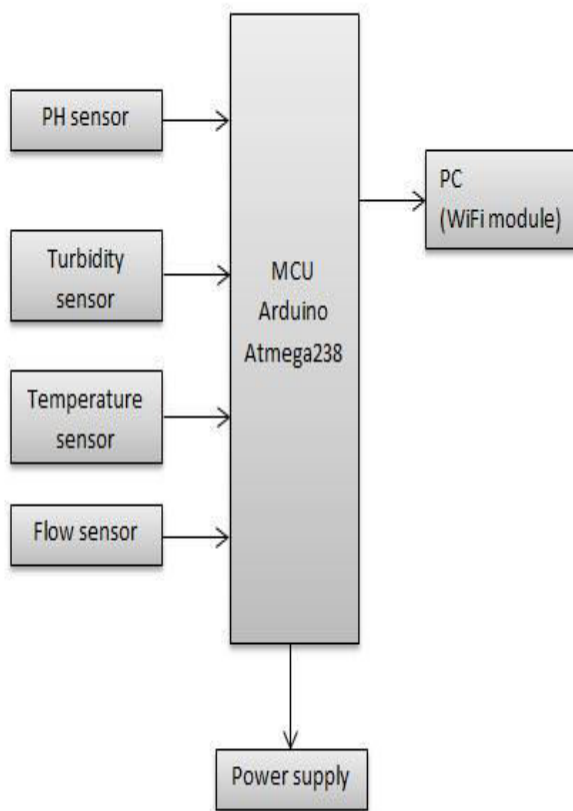 PH sensor
Turbidity
sensor
Temperature
sensor
Flow sensor
MCU
Arduino
Atmega238
PC
(WiFi module)
Power supply